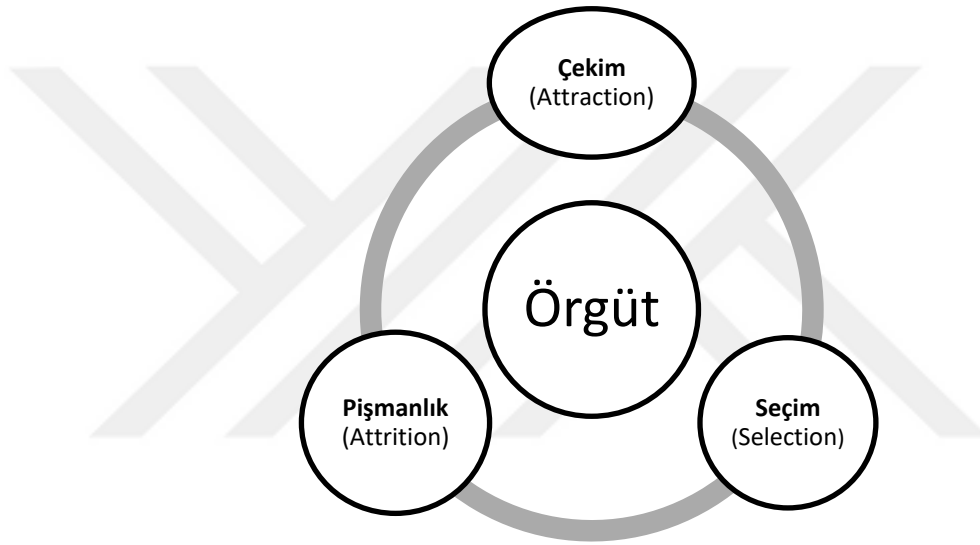 Çekim
(Attraction)
Örgüt
Pişmanlık
(Attrition)
Seçim
(Selection)